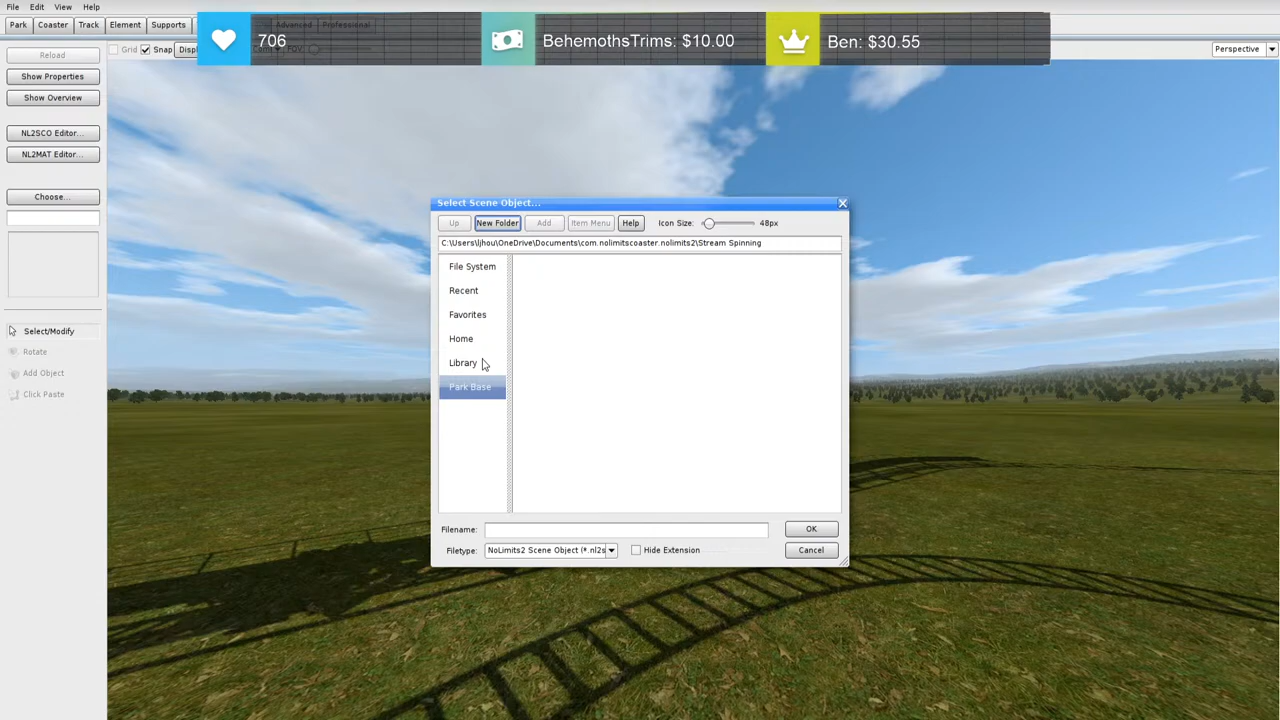 File Edit View Help
Park Coaster Track Element Supports Advanced Professional
706
BehemothsTrims: $10.00
Ben: $30.55
Reload
Grid Snap Displ FOV
Perspective
Show Properties
Show Overview
NL2SCO Editor...
NL2MAT Editor...
Choose...
Select/Modify
Rotate
Add Object
Click Paste
Select Scene Object...
Up New Folder Add Item Menu Help Icon Size: 48px
C:\Users\ljhou\OneDrive\Documents\com.nolimitscoaster.nolimits2\Stream Spinning
File System
Recent
Favorites
Home
Library
Park Base
Filename: OK
Filetype: NoLimits2 Scene Object (*.nl2s Hide Extension Cancel